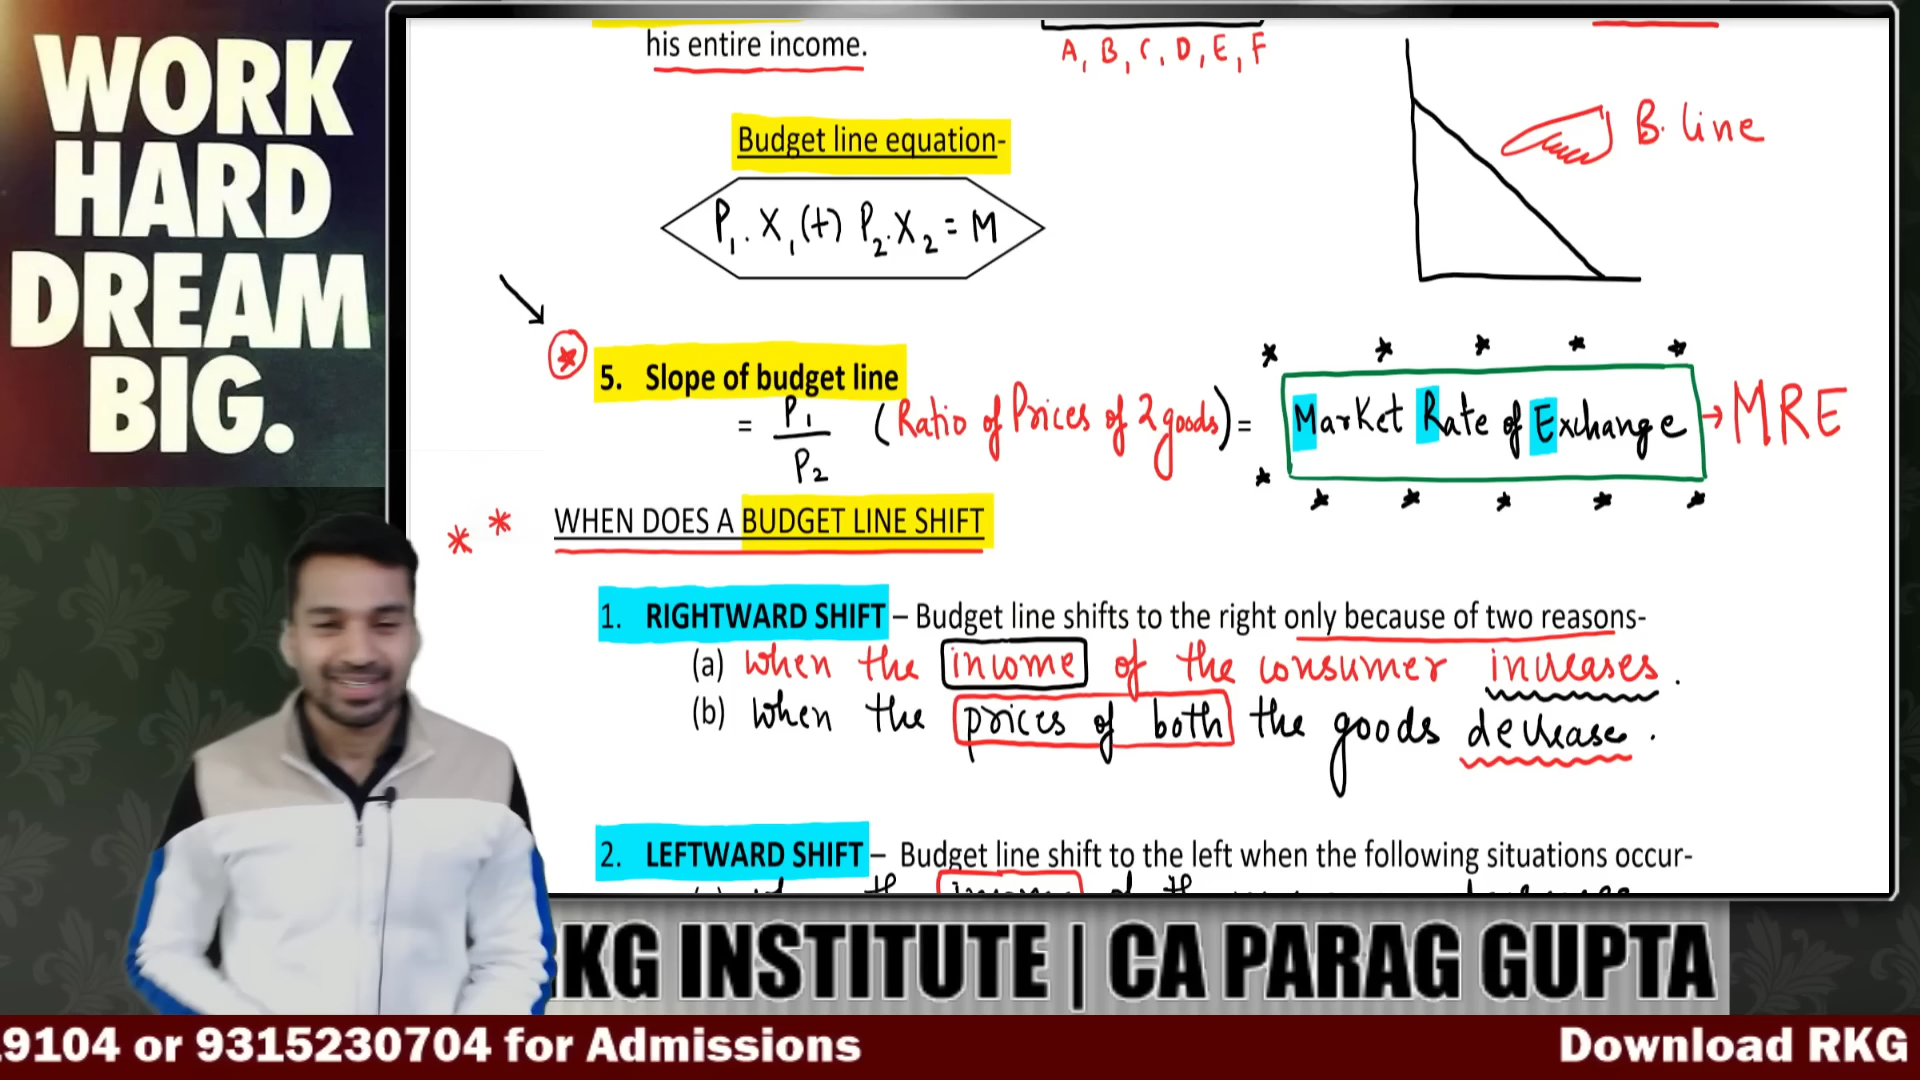 WORK
HARD
DREAM
BIG.
his entire income.
A, B, C, D, E, F
Budget line equation-
P1. X1 (+) P2.X2 = M
B. line
5. Slope of budget line
= P1/P2 (Ratio of Prices of 2 goods) = Market Rate of Exchange → MRE
WHEN DOES A BUDGET LINE SHIFT
1. RIGHTWARD SHIFT – Budget line shifts to the right only because of two reasons-
(a) When the income of the consumer increases.
(b) When the prices of both the goods decrease.
2. LEFTWARD SHIFT – Budget line shift to the left when the following situations occur-
KG INSTITUTE | CA PARAG GUPTA
9104 or 9315230704 for Admissions
Download RKG